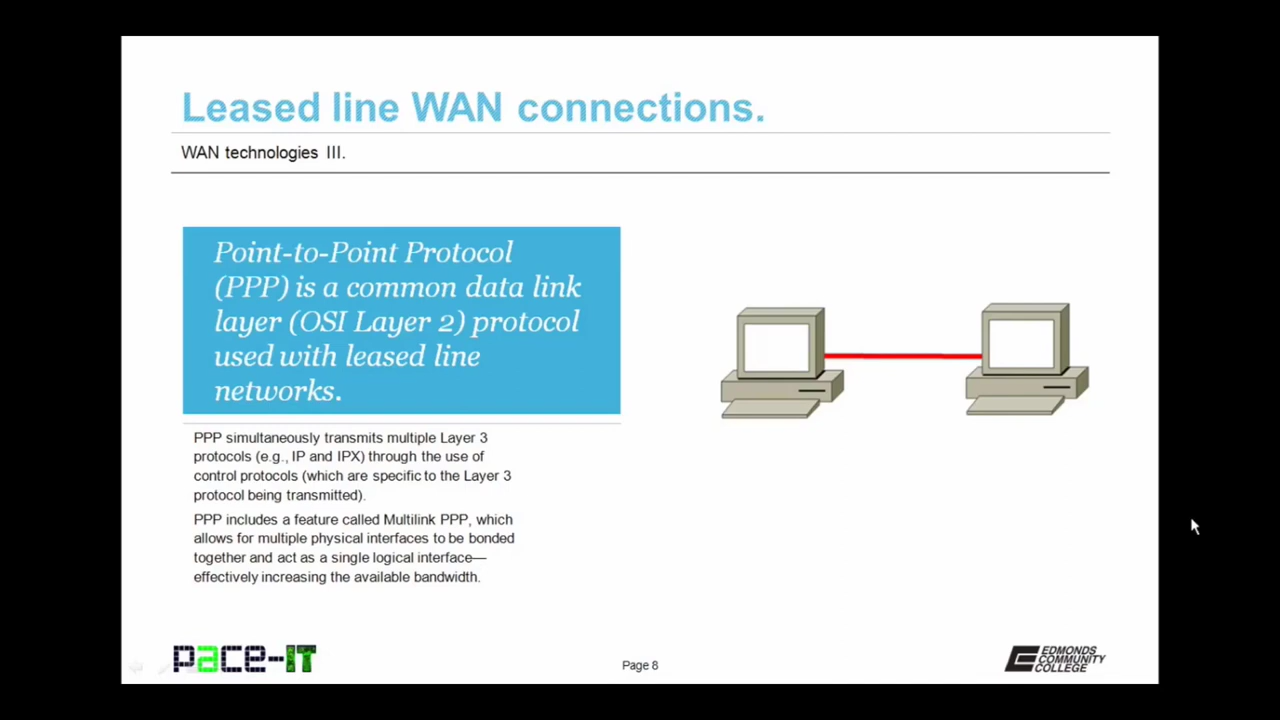 Leased line WAN connections.
WAN technologies III.
Point-to-Point Protocol
(PPP) is a common data link
layer (OSI Layer 2) protocol
used with leased line
networks.
PPP simultaneously transmits multiple Layer 3
protocols (e.g., IP and IPX) through the use of
control protocols (which are specific to the Layer 3
protocol being transmitted).
PPP includes a feature called Multilink PPP, which
allows for multiple physical interfaces to be bonded
together and act as a single logical interface—
effectively increasing the available bandwidth.
pace-IT
Page 8
EDMONDS
COMMUNITY
COLLEGE